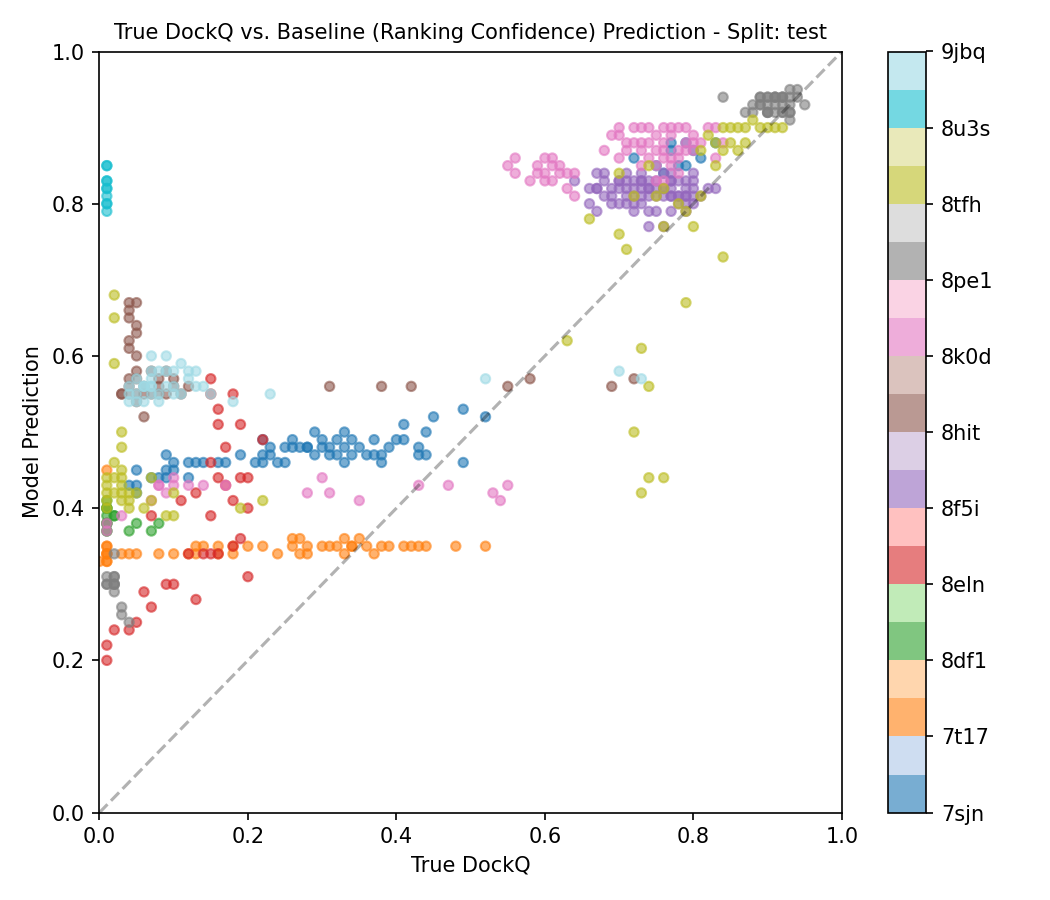 True DockQ vs. Baseline (Ranking Confidence) Prediction - Split: test
Model Prediction
1.0
0.8
0.6
0.4
0.2
0.0
0.0 0.2 0.4 0.6 0.8 1.0
True DockQ
9jbq
8u3s
8tfh
8pe1
8k0d
8hit
8f5i
8eln
8df1
7t17
7sjn